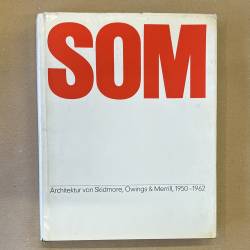 SOM
Architektur von Skidmore, Owings & Merrill, 1950-1962